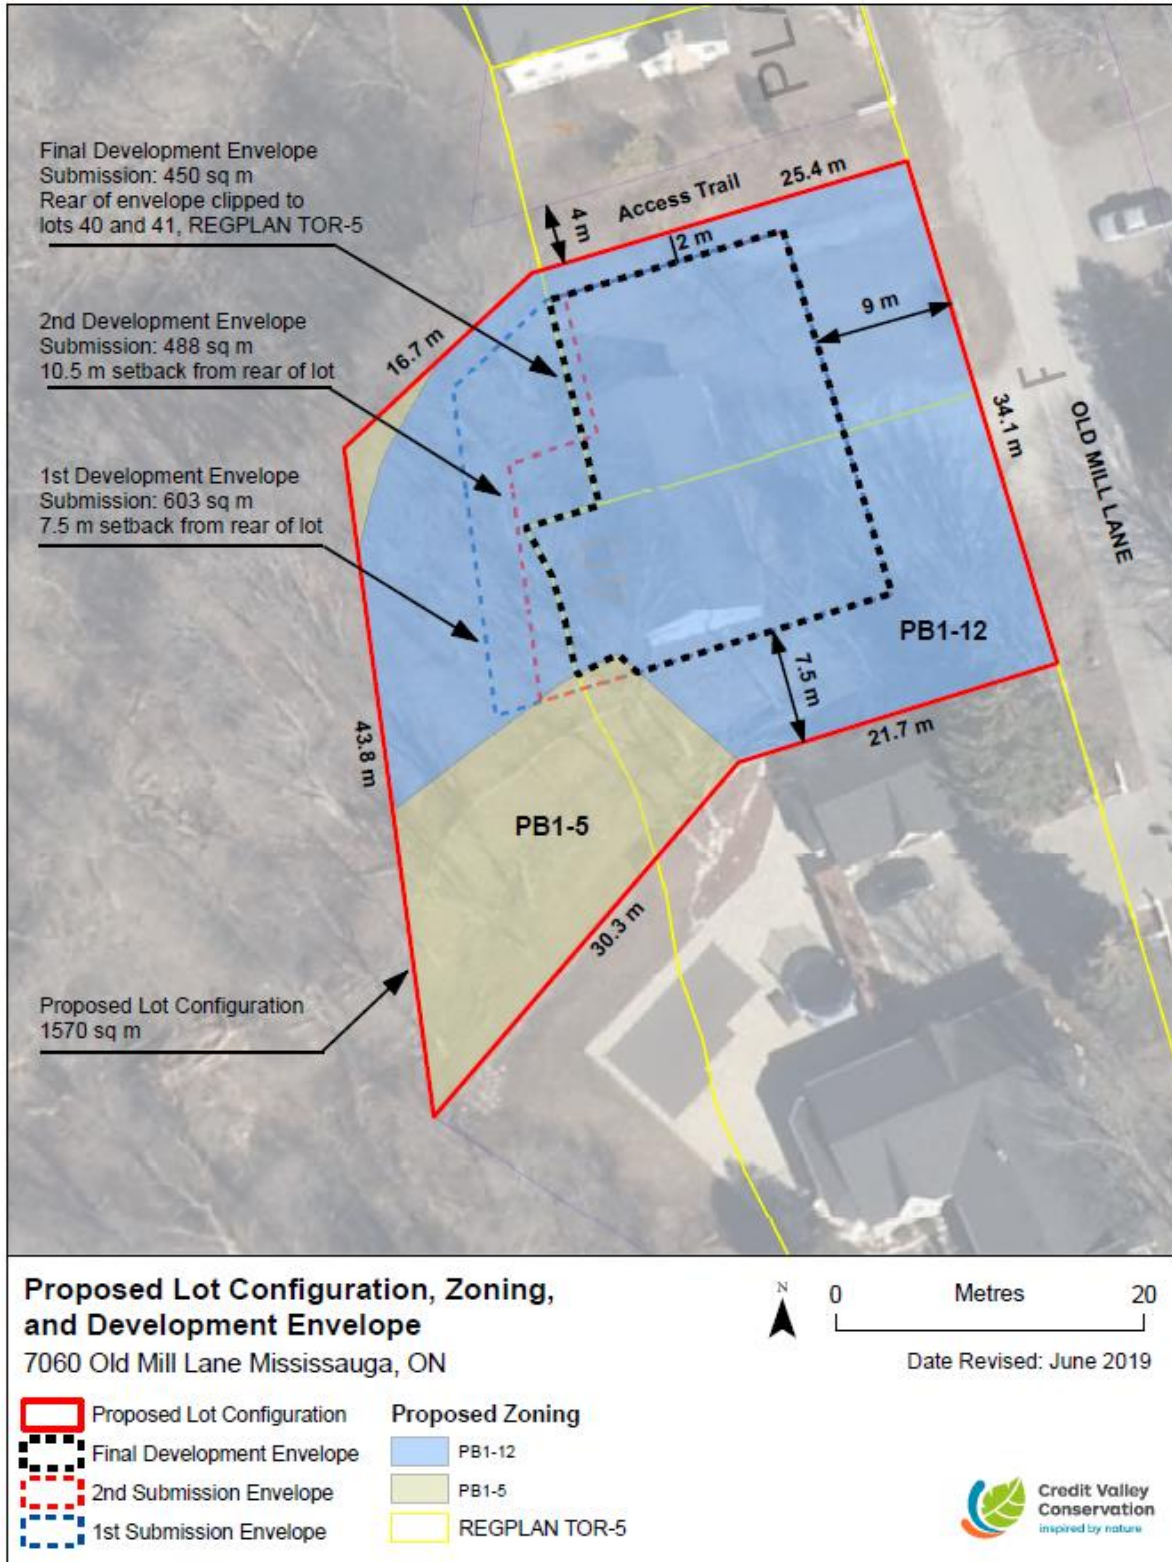 PL
Final Development Envelope
Submission: 450 sq m
Rear of envelope clipped to
lots 40 and 41, REGPLAN TOR-5
4 m
Access Trail
25.4 m
2 m
9 m
2nd Development Envelope
Submission: 488 sq m
10.5 m setback from rear of lot
16.7 m
F
34.1 m
OLD MILL LANE
1st Development Envelope
Submission: 603 sq m
7.5 m setback from rear of lot
PB1-12
7.5 m
21.7 m
43.8 m
PB1-5
30.3 m
Proposed Lot Configuration
1570 sq m
Proposed Lot Configuration, Zoning,
and Development Envelope
7060 Old Mill Lane Mississauga, ON
N
0 Metres 20
Date Revised: June 2019
Proposed Lot Configuration
Final Development Envelope
2nd Submission Envelope
1st Submission Envelope
Proposed Zoning
PB1-12
PB1-5
REGPLAN TOR-5
Credit Valley
Conservation
inspired by nature